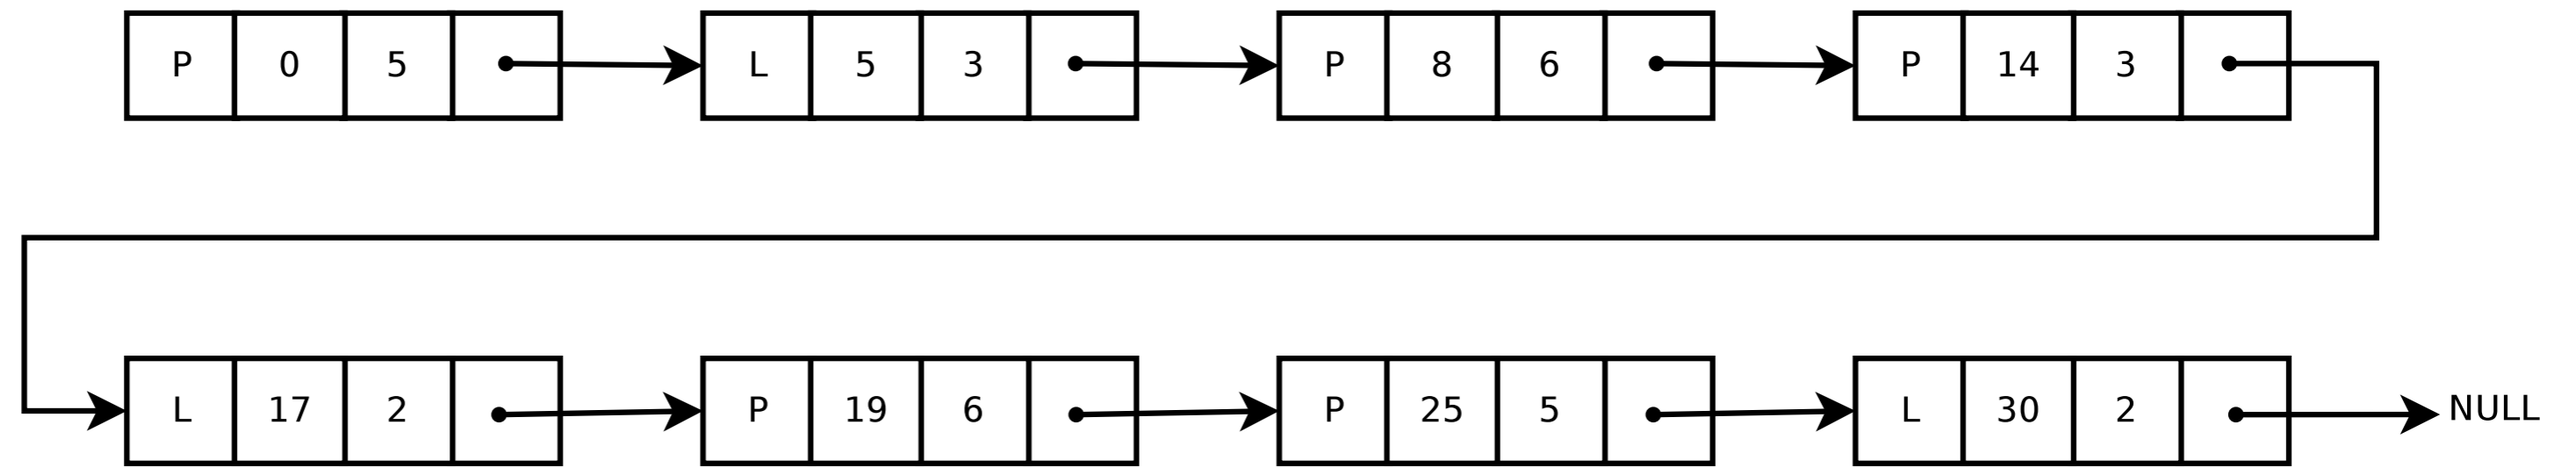 P 0 5 L 5 3 P 8 6 P 14 3
L 17 2 P 19 6 P 25 5 L 30 2 NULL